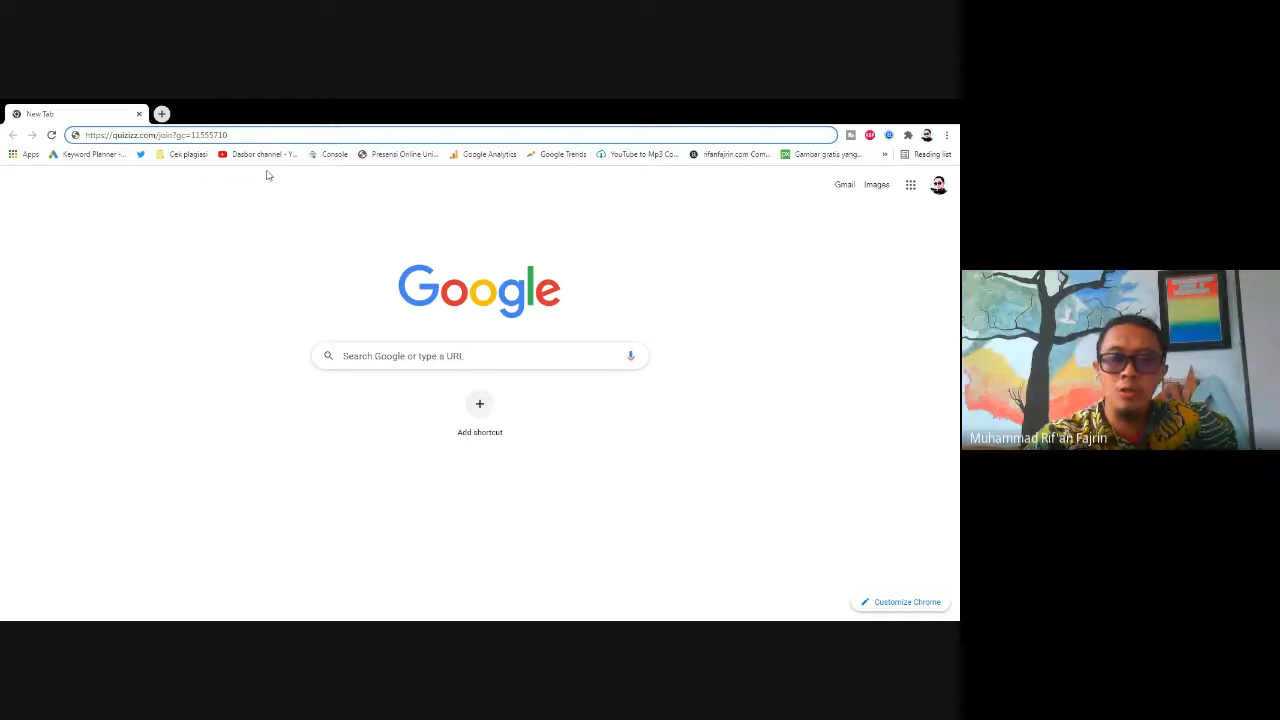 New Tab
https://quizizz.com/join?gc=11555710
Apps
Keyword Planner -...
Cek plagiasi
Dasbor channel - Y...
Console
Presensi Online Uni...
Google Analytics
Google Trends
YouTube to Mp3 Co...
rifanfajrin.com Com...
Gambar gratis yang...
»
Reading list
Gmail
Images
Google
Search Google or type a URL
Add shortcut
Customize Chrome
Muhammad Rif'an Fajrin